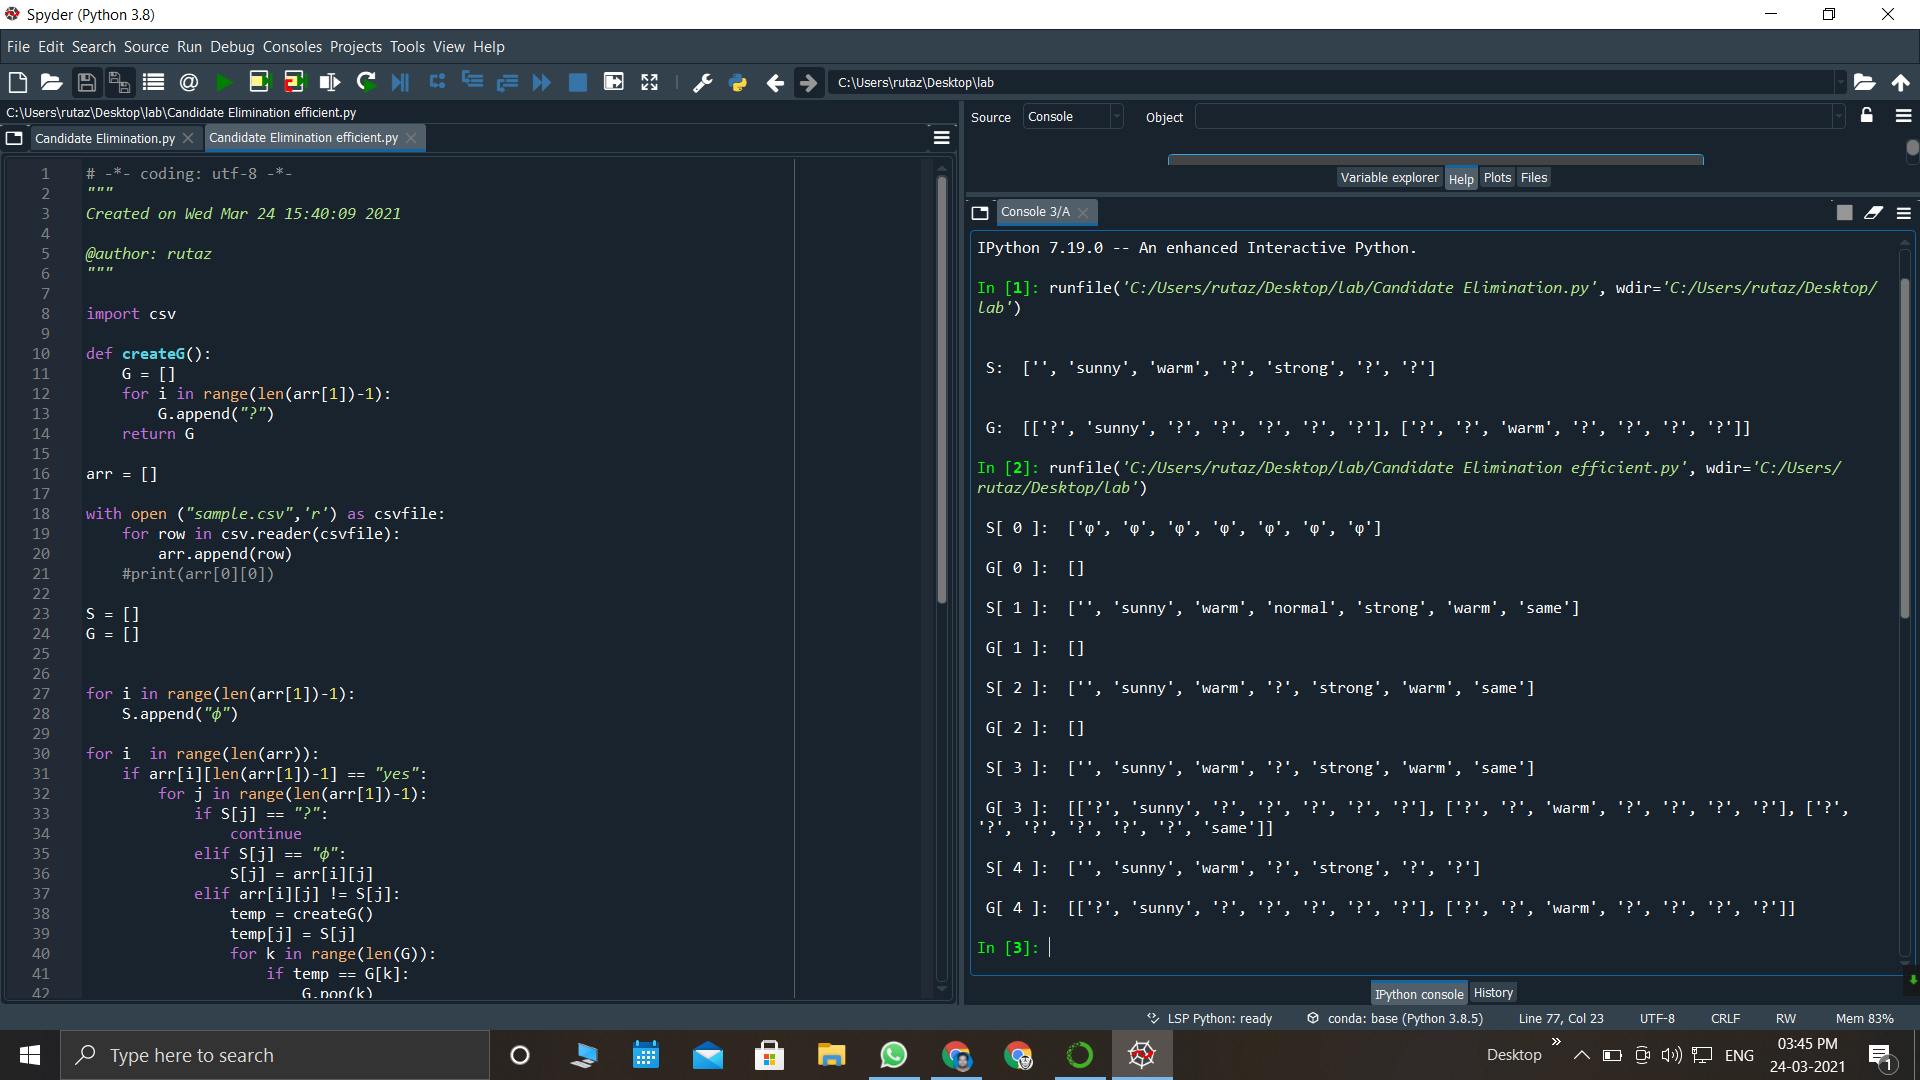 Spyder (Python 3.8)
File Edit Search Source Run Debug Consoles Projects Tools View Help
C:\Users\rutaz\Desktop\lab
C:\Users\rutaz\Desktop\lab\Candidate Elimination efficient.py
Candidate Elimination.py
Candidate Elimination efficient.py
1 # -*- coding: utf-8 -*-
2 """
3 Created on Wed Mar 24 15:40:09 2021
4
5 @author: rutaz
6 """
7
8 import csv
9
10 def createG():
11     G = []
12     for i in range(len(arr[1])-1):
13         G.append("?")
14     return G
15
16 arr = []
17
18 with open ("sample.csv",'r') as csvfile:
19     for row in csv.reader(csvfile):
20         arr.append(row)
21     #print(arr[0][0])
22
23 S = []
24 G = []
25
26
27 for i in range(len(arr[1])-1):
28     S.append("ϕ")
29
30 for i  in range(len(arr)):
31     if arr[i][len(arr[1])-1] == "yes":
32         for j in range(len(arr[1])-1):
33             if S[j] == "?":
34                 continue
35             elif S[j] == "ϕ":
36                 S[j] = arr[i][j]
37             elif arr[i][j] != S[j]:
38                 temp = createG()
39                 temp[j] = S[j]
40                 for k in range(len(G)):
41                     if temp == G[k]:
42                         G.pop(k)
Source Console Object
Variable explorer Help Plots Files
Console 3/A
IPython 7.19.0 -- An enhanced Interactive Python.
In [1]: runfile('C:/Users/rutaz/Desktop/lab/Candidate Elimination.py', wdir='C:/Users/rutaz/Desktop/
lab')
S:  ['', 'sunny', 'warm', '?', 'strong', '?', '?']
G:  [['?', 'sunny', '?', '?', '?', '?', '?'], ['?', '?', 'warm', '?', '?', '?', '?']]
In [2]: runfile('C:/Users/rutaz/Desktop/lab/Candidate Elimination efficient.py', wdir='C:/Users/
rutaz/Desktop/lab')
S[ 0 ]:  ['φ', 'φ', 'φ', 'φ', 'φ', 'φ', 'φ']
G[ 0 ]:  []
S[ 1 ]:  ['', 'sunny', 'warm', 'normal', 'strong', 'warm', 'same']
G[ 1 ]:  []
S[ 2 ]:  ['', 'sunny', 'warm', '?', 'strong', 'warm', 'same']
G[ 2 ]:  []
S[ 3 ]:  ['', 'sunny', 'warm', '?', 'strong', 'warm', 'same']
G[ 3 ]:  [['?', 'sunny', '?', '?', '?', '?', '?'], ['?', '?', 'warm', '?', '?', '?', '?'], ['?',
'?', '?', '?', '?', '?', 'same']]
S[ 4 ]:  ['', 'sunny', 'warm', '?', 'strong', '?', '?']
G[ 4 ]:  [['?', 'sunny', '?', '?', '?', '?', '?'], ['?', '?', 'warm', '?', '?', '?', '?']]
In [3]:
IPython console History
LSP Python: ready conda: base (Python 3.8.5) Line 77, Col 23 UTF-8 CRLF RW Mem 83%
Type here to search
Desktop » ENG
03:45 PM
24-03-2021
1